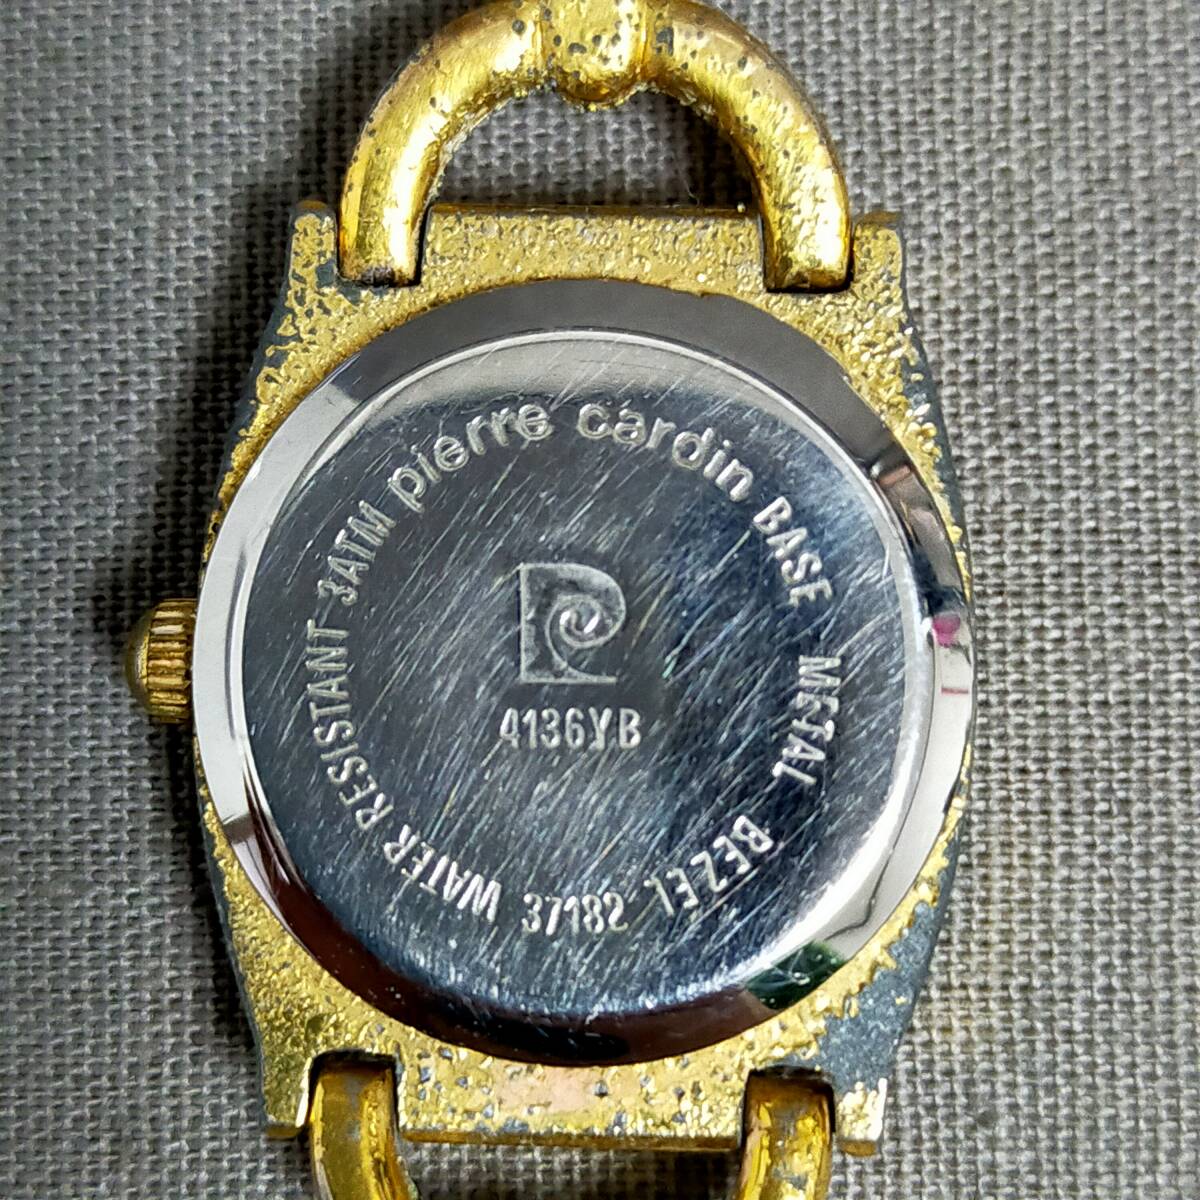 pierre cardin BASE METAL BEZEL 37182 WATER RESISTANT 3ATM
4136YB